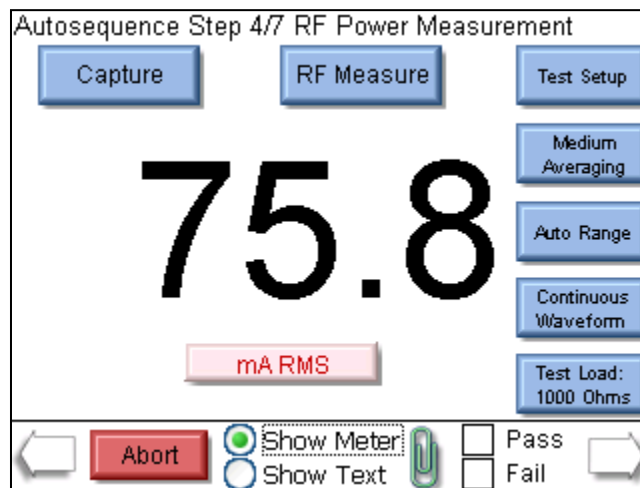 Autosequence Step 4/7 RF Power Measurement
Capture
RF Measure
Test Setup
Medium
Averaging
75.8
Auto Range
Continuous
Waveform
mA RMS
Test Load:
1000 Ohms
Abort
Show Meter
Show Text
Pass
Fail